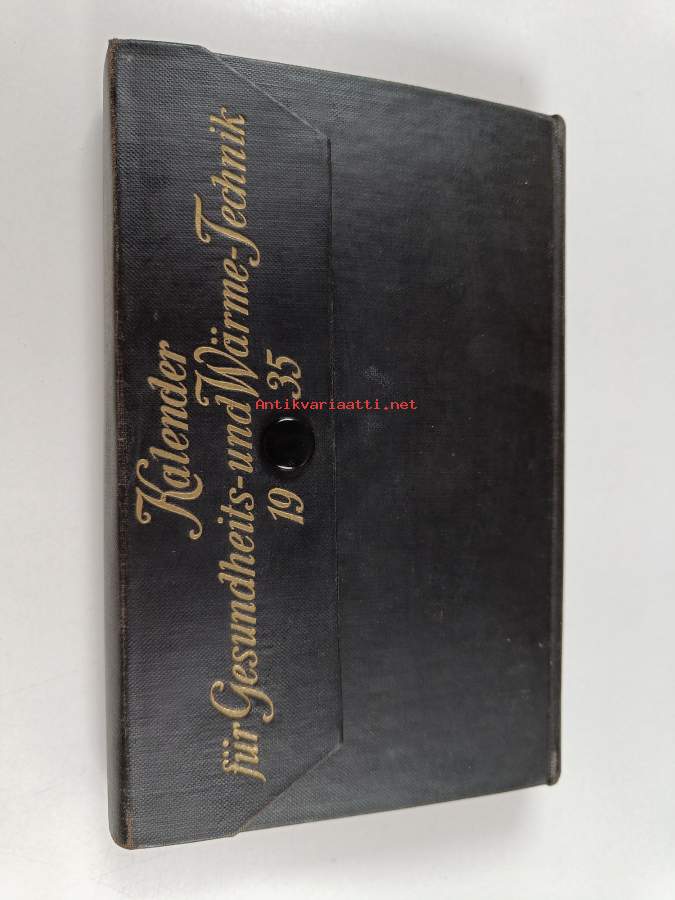 Kalender
für Gesundheits- und Wärme-Technik
19 35
Antikvariaatti.net